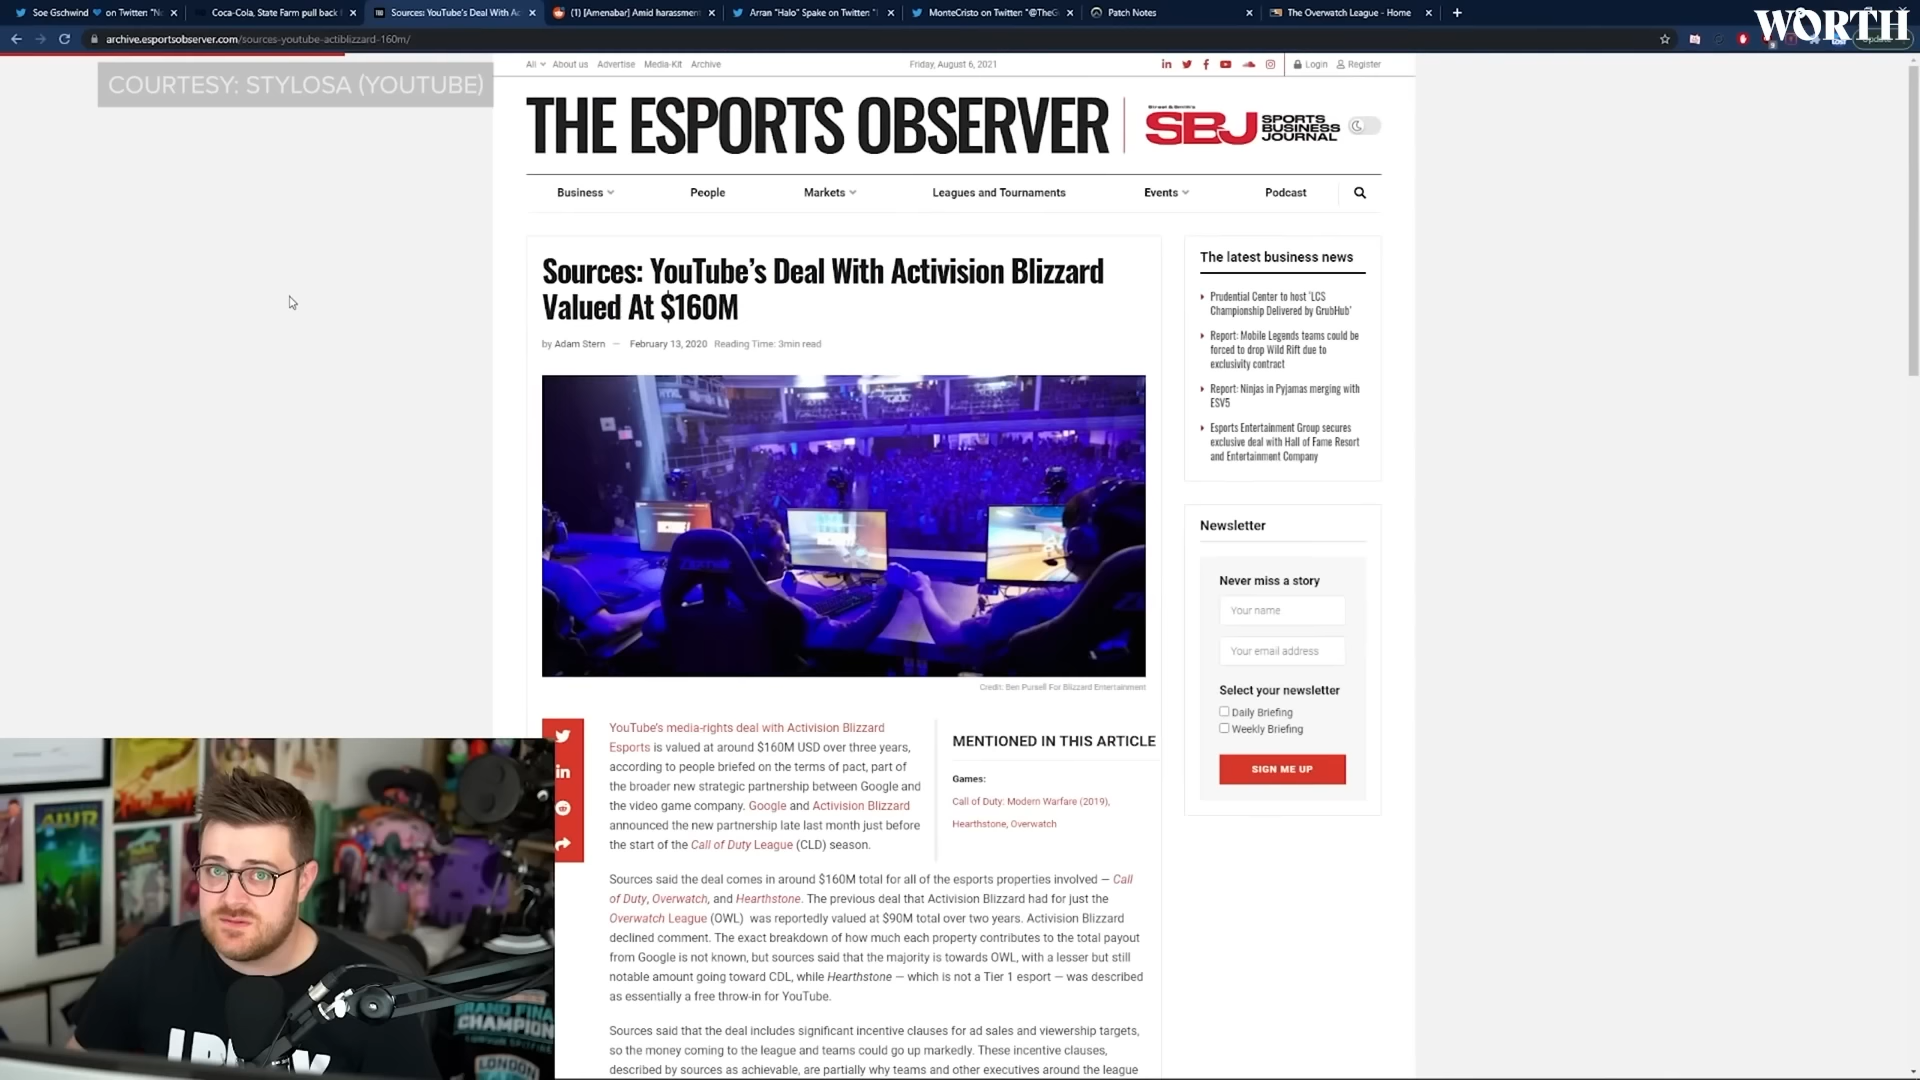 Soe Gschwind 💙 on Twitter: "N
Coca-Cola, State Farm pull back
Sources: YouTube's Deal With Ac
(1) [Amenabar] Amid harassmen
Arran "Halo" Spake on Twitter: "
MonteCristo on Twitter: "@TheG
Patch Notes
The Overwatch League - Home
WORTH
archive.esportsobserver.com/sources-youtube-actiblizzard-160m/
COURTESY: STYLOSA (YOUTUBE)
All
About us
Advertise
Media-Kit
Archive
Friday, August 6, 2021
Login
Register
THE ESPORTS OBSERVER
SBJ
SPORTS
BUSINESS
JOURNAL
Business
People
Markets
Leagues and Tournaments
Events
Podcast
Sources: YouTube's Deal With Activision Blizzard
Valued At $160M
by Adam Stern — February 13, 2020 Reading Time: 3min read
Credit: Ben Pursell For Blizzard Entertainment
YouTube's media-rights deal with Activision Blizzard
Esports is valued at around $160M USD over three years,
according to people briefed on the terms of pact, part of
the broader new strategic partnership between Google and
the video game company. Google and Activision Blizzard
announced the new partnership late last month just before
the start of the Call of Duty League (CLD) season.
MENTIONED IN THIS ARTICLE
Games:
Call of Duty: Modern Warfare (2019),
Hearthstone, Overwatch
Sources said the deal comes in around $160M total for all of the esports properties involved — Call
of Duty, Overwatch, and Hearthstone. The previous deal that Activision Blizzard had for just the
Overwatch League (OWL) was reportedly valued at $90M total over two years. Activision Blizzard
declined comment. The exact breakdown of how much each property contributes to the total payout
from Google is not known, but sources said that the majority is towards OWL, with a lesser but still
notable amount going toward CDL, while Hearthstone — which is not a Tier 1 esport — was described
as essentially a free throw-in for YouTube.
Sources said that the deal includes significant incentive clauses for ad sales and viewership targets,
so the money coming to the league and teams could go up markedly. These incentive clauses,
described by sources as achievable, are partially why teams and other executives around the league
The latest business news
Prudential Center to host 'LCS
Championship Delivered by GrubHub'
Report: Mobile Legends teams could be
forced to drop Wild Rift due to
exclusivity contract
Report: Ninjas in Pyjamas merging with
ESV5
Esports Entertainment Group secures
exclusive deal with Hall of Fame Resort
and Entertainment Company
Newsletter
Never miss a story
Your name
Your email address
Select your newsletter
Daily Briefing
Weekly Briefing
SIGN ME UP
GRAND FINA
CHAMPION
LONDON